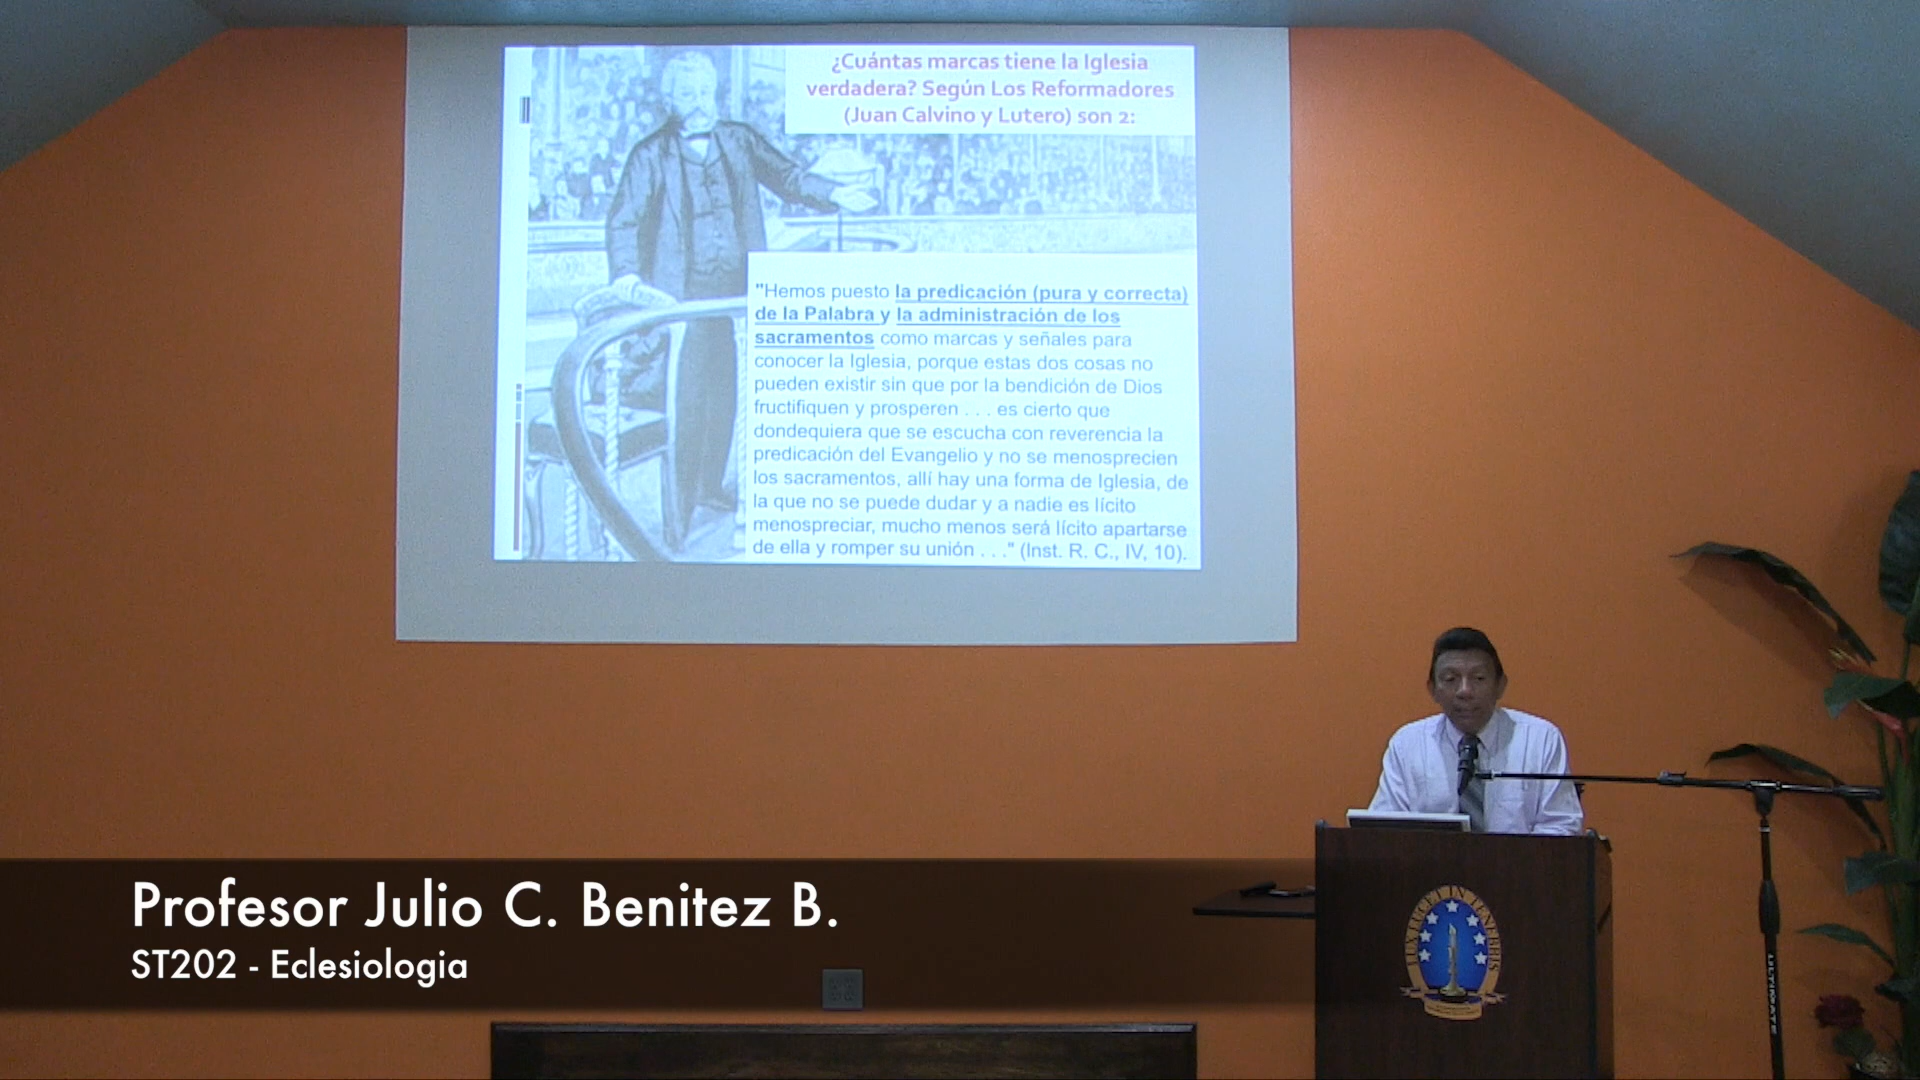 ¿Cuántas marcas tiene la Iglesia
verdadera? Según Los Reformadores
(Juan Calvino y Lutero) son 2:
"Hemos puesto la predicación (pura y correcta)
de la Palabra y la administración de los
sacramentos como marcas y señales para
conocer la Iglesia, porque estas dos cosas no
pueden existir sin que por la bendición de Dios
fructifiquen y prosperen . . . es cierto que
dondequiera que se escucha con reverencia la
predicación del Evangelio y no se menosprecien
los sacramentos, allí hay una forma de Iglesia, de
la que no se puede dudar y a nadie es lícito
menospreciar, mucho menos será lícito apartarse
de ella y romper su unión . . ." (Inst. R. C., IV, 10).
Profesor Julio C. Benitez B.
ST202 - Eclesiologia
LUX LUCET IN TENEBRIS
ULTIMATE